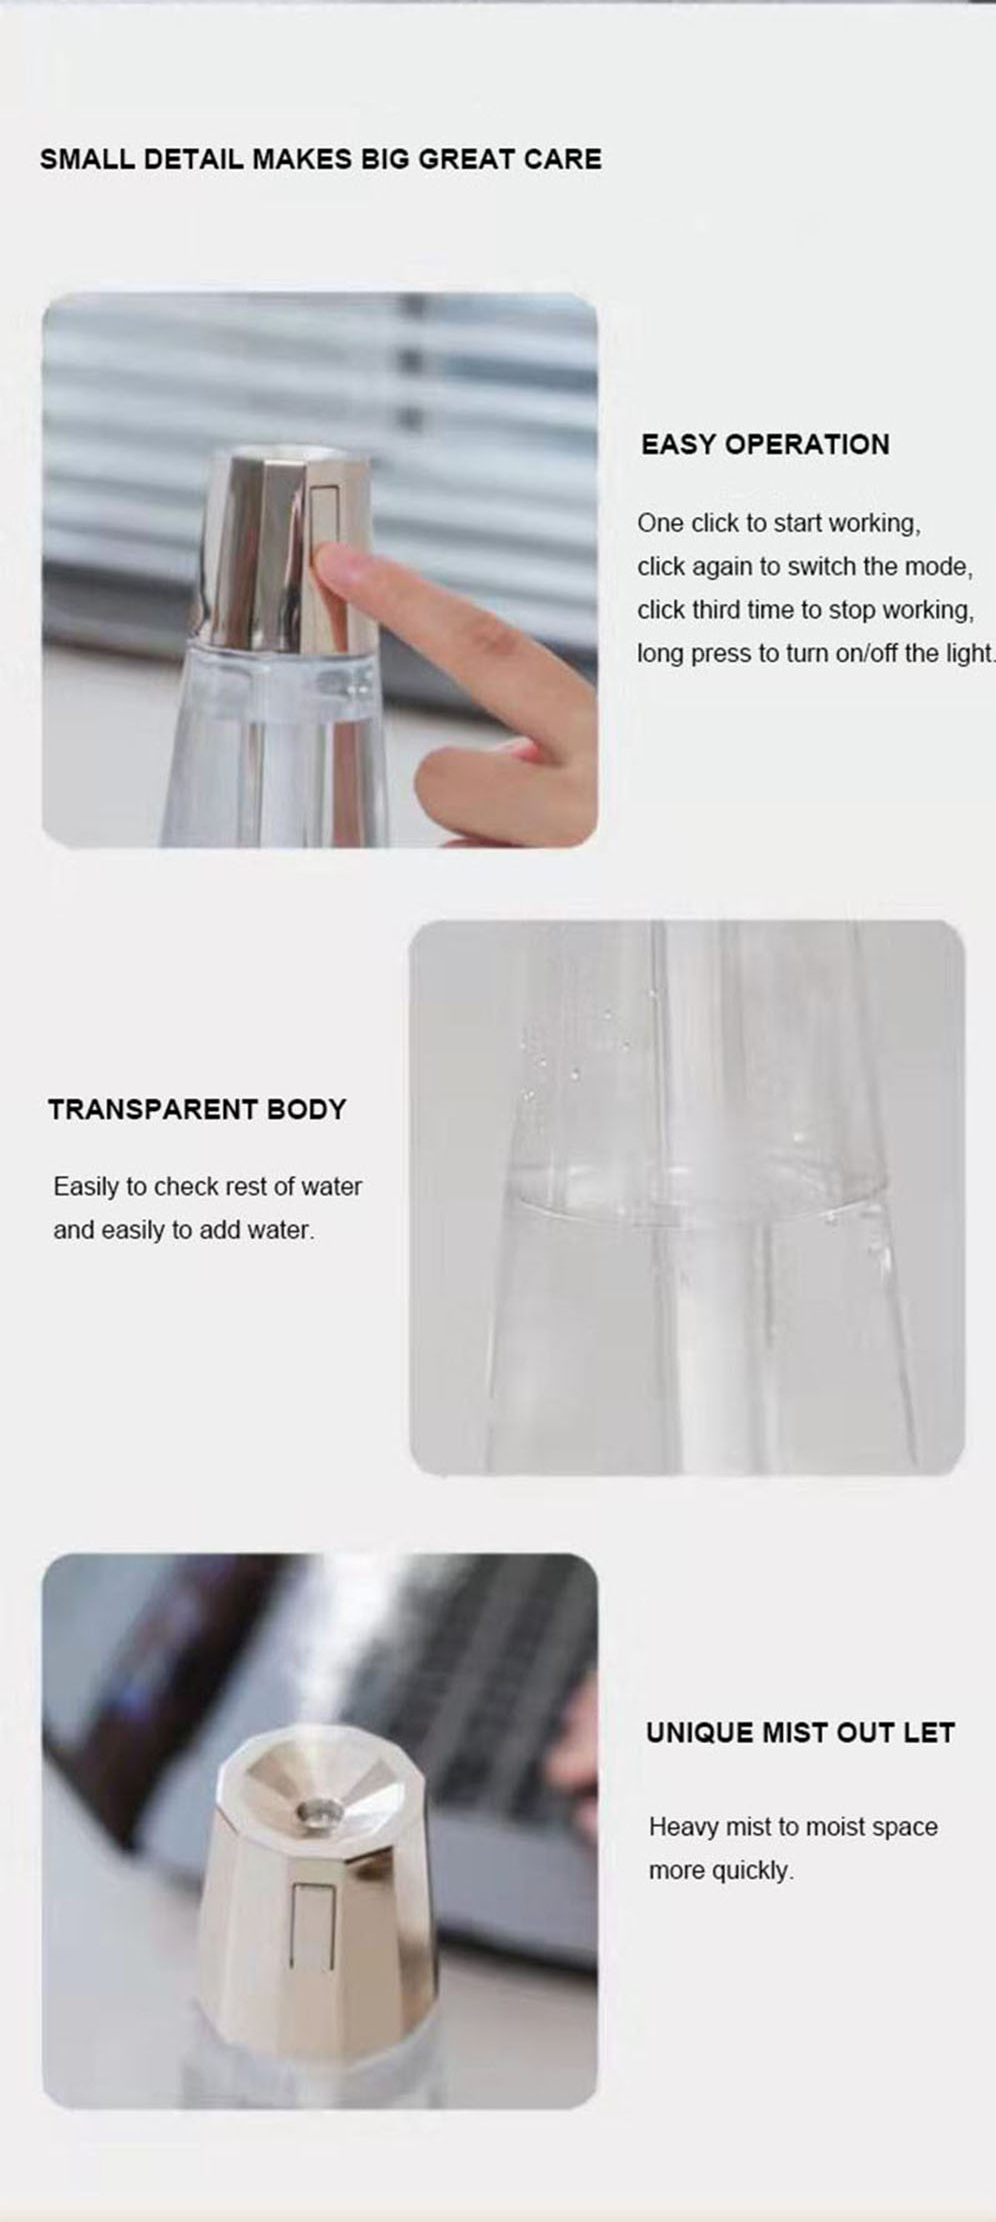 SMALL DETAIL MAKES BIG GREAT CARE
EASY OPERATION
One click to start working,
click again to switch the mode,
click third time to stop working,
long press to turn on/off the light.
TRANSPARENT BODY
Easily to check rest of water
and easily to add water.
UNIQUE MIST OUT LET
Heavy mist to moist space
more quickly.